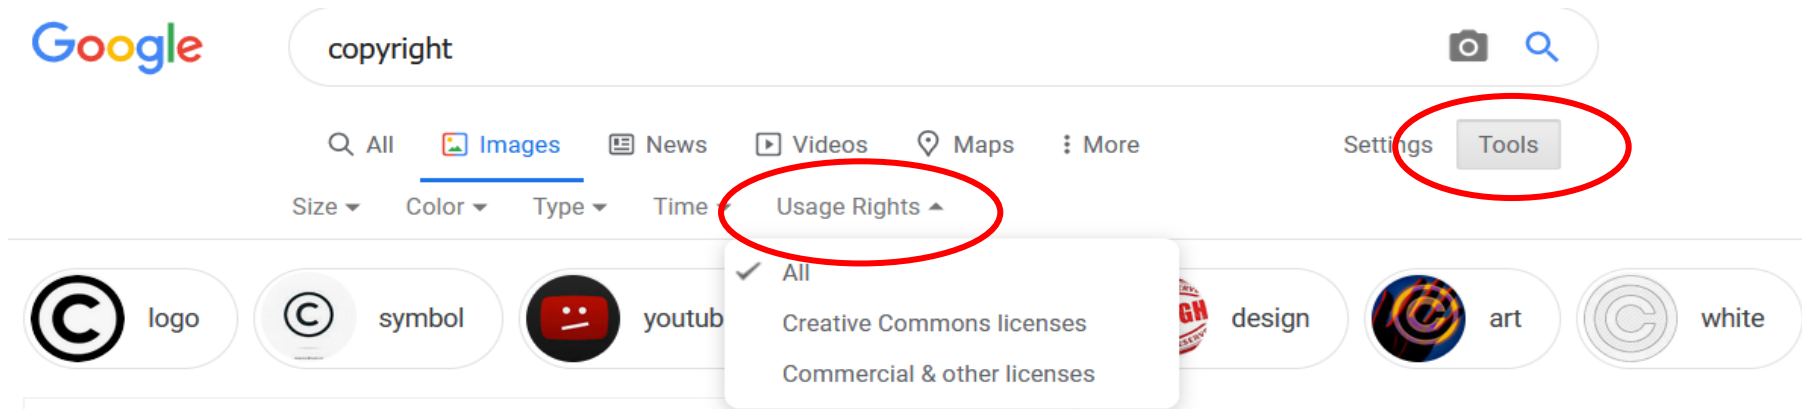 Google copyright
All Images News Videos Maps More Settings Tools
Size Color Type Time Usage Rights
All
logo symbol youtub design art white
Creative Commons licenses
Commercial & other licenses